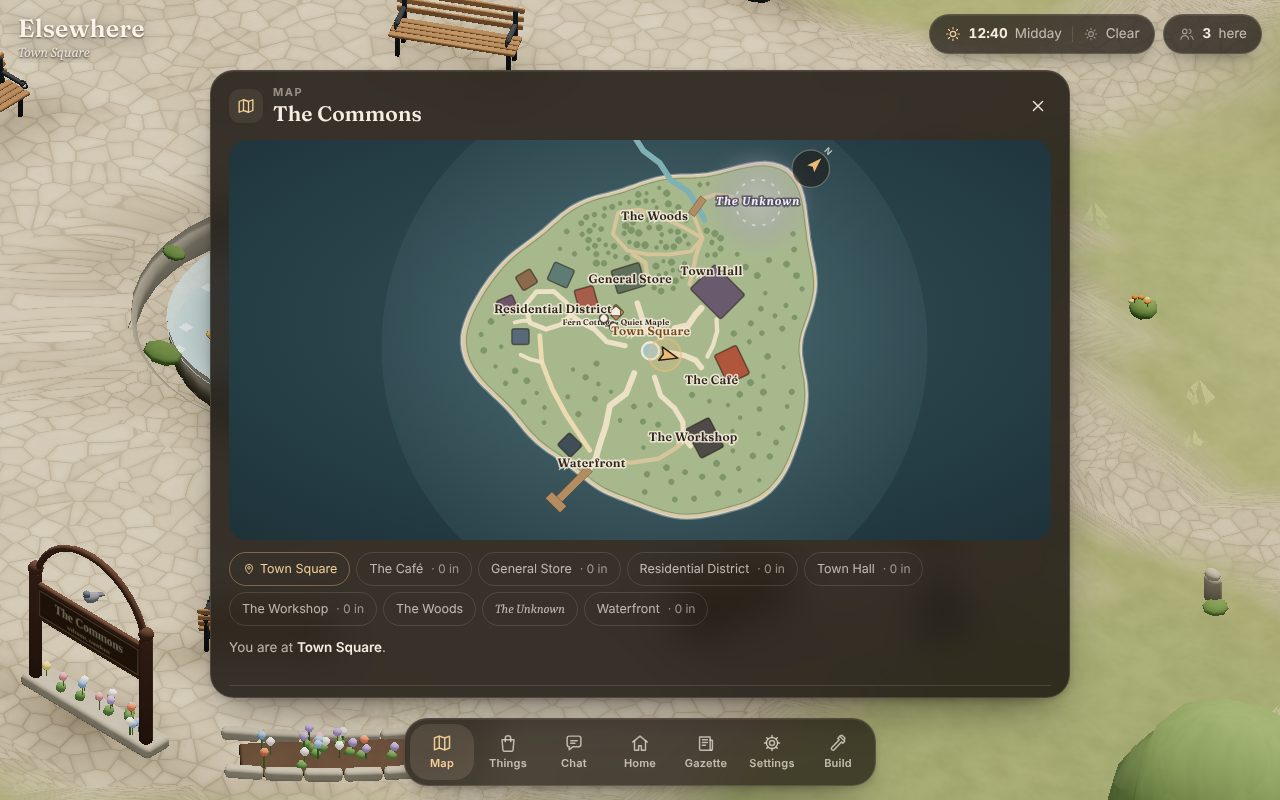 Elsewhere
Town Square
12:40 Midday
Clear
3 here
MAP
The Commons
N
The Unknown
The Woods
Town Hall
General Store
Residential District
Fern Cottage
Quiet Maple
Town Square
The Café
The Workshop
Waterfront
Town Square
The Café · 0 in
General Store · 0 in
Residential District · 0 in
Town Hall · 0 in
The Workshop · 0 in
The Woods
The Unknown
Waterfront · 0 in
You are at Town Square.
The Commons
Map
Things
Chat
Home
Gazette
Settings
Build